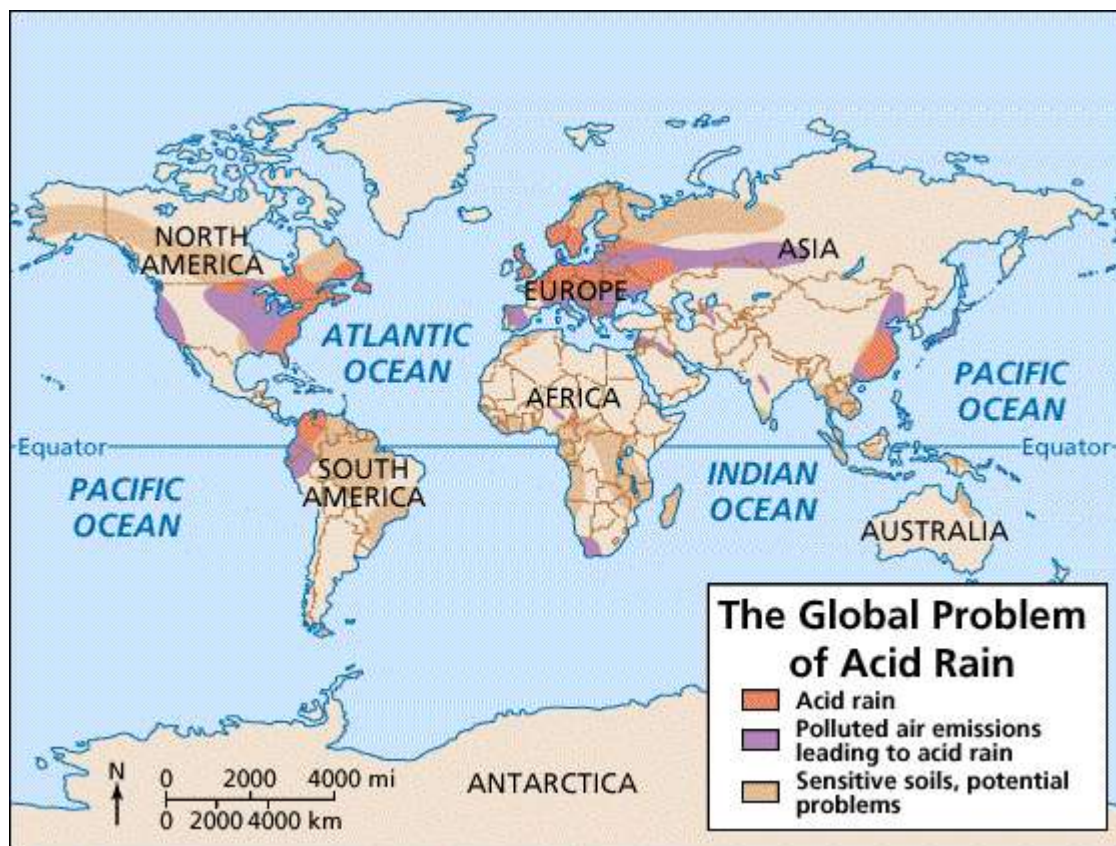 NORTH
AMERICA
ASIA
EUROPE
ATLANTIC
OCEAN
PACIFIC
OCEAN
AFRICA
Equator
Equator
SOUTH
AMERICA
INDIAN
OCEAN
PACIFIC
OCEAN
AUSTRALIA
The Global Problem
of Acid Rain
Acid rain
Polluted air emissions
leading to acid rain
Sensitive soils, potential
problems
N
0 2000 4000 mi
0 2000 4000 km
ANTARCTICA